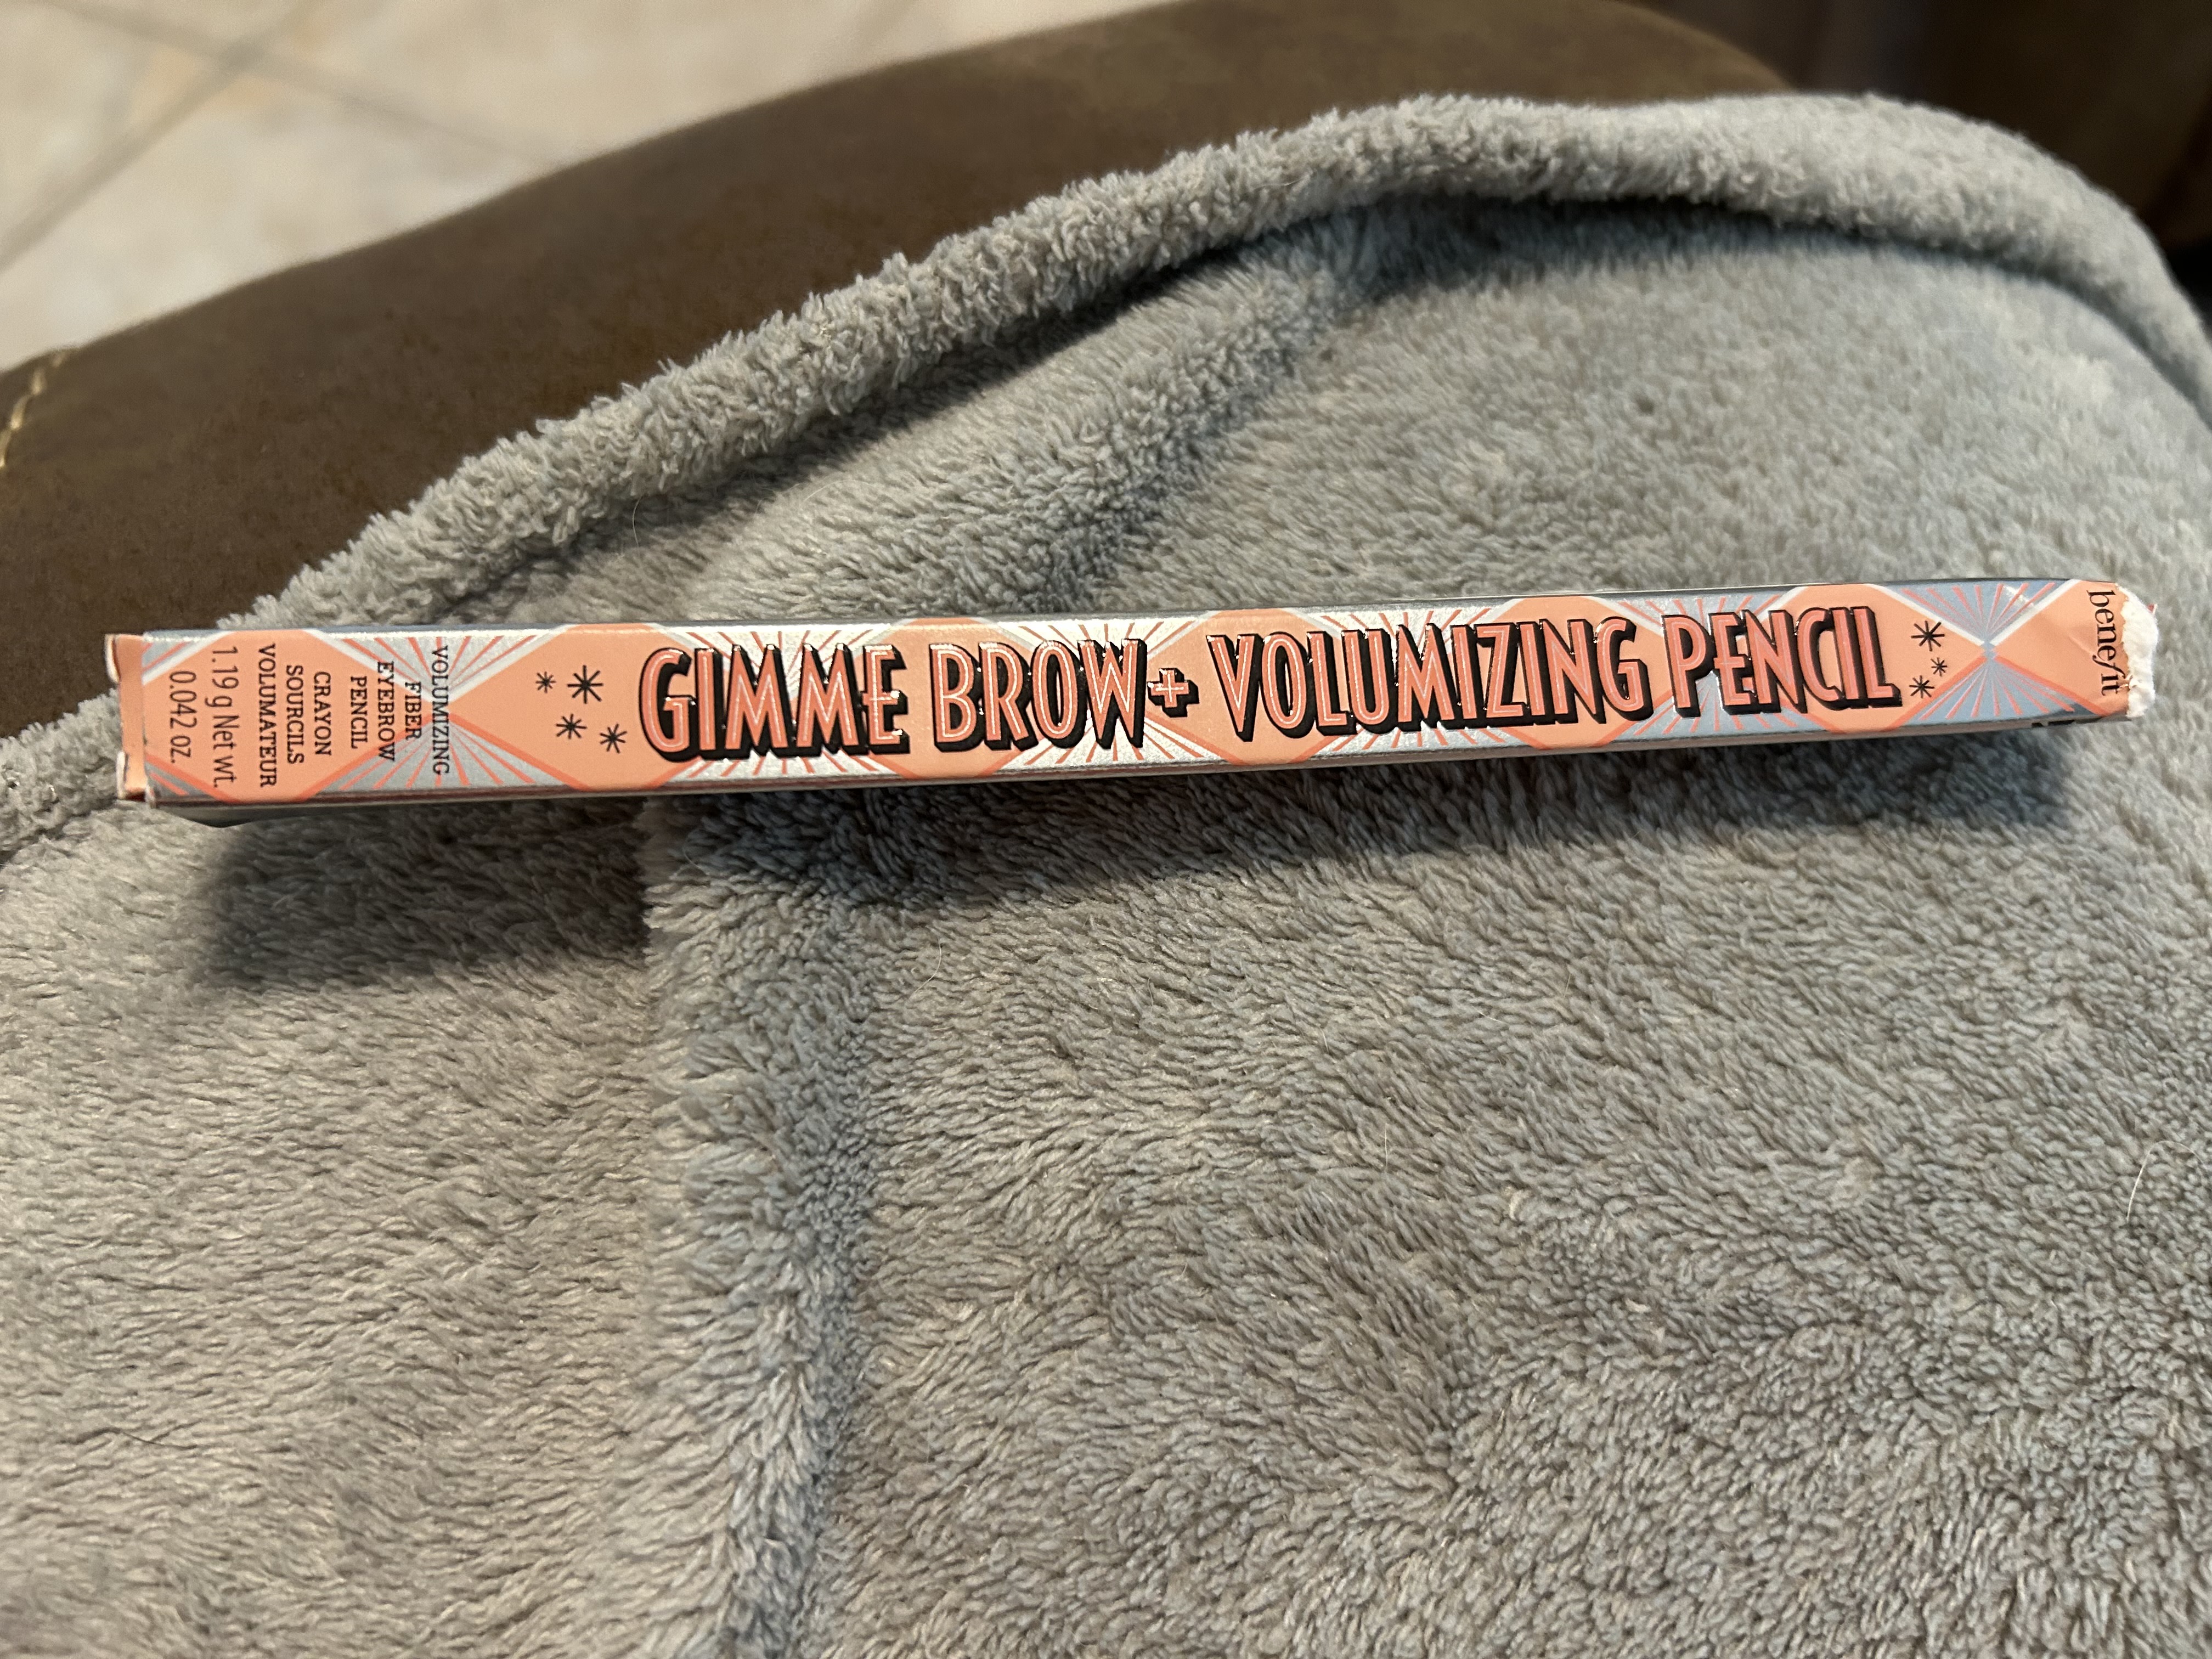 benefit
GIMME BROW+ VOLUMIZING PENCIL
VOLUMIZING
FIBER
EYEBROW
PENCIL
CRAYON
SOURCILS
VOLUMATEUR
1.19 g Net wt.
0.042 oz.